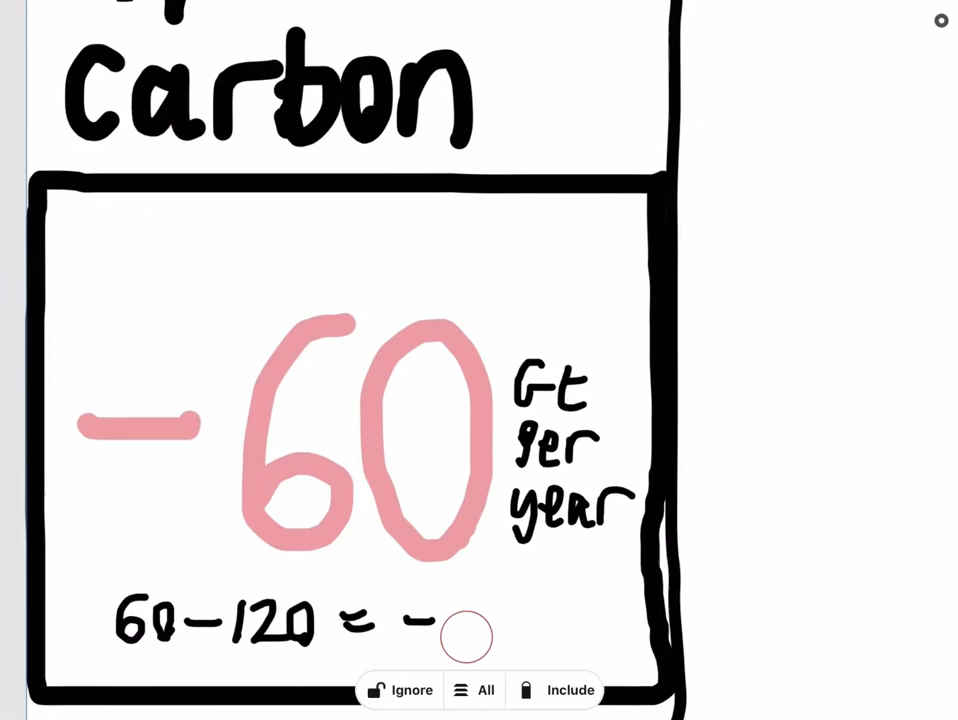 Carbon
-60
Gt
per
year
60-120 = -
Ignore
All
Include